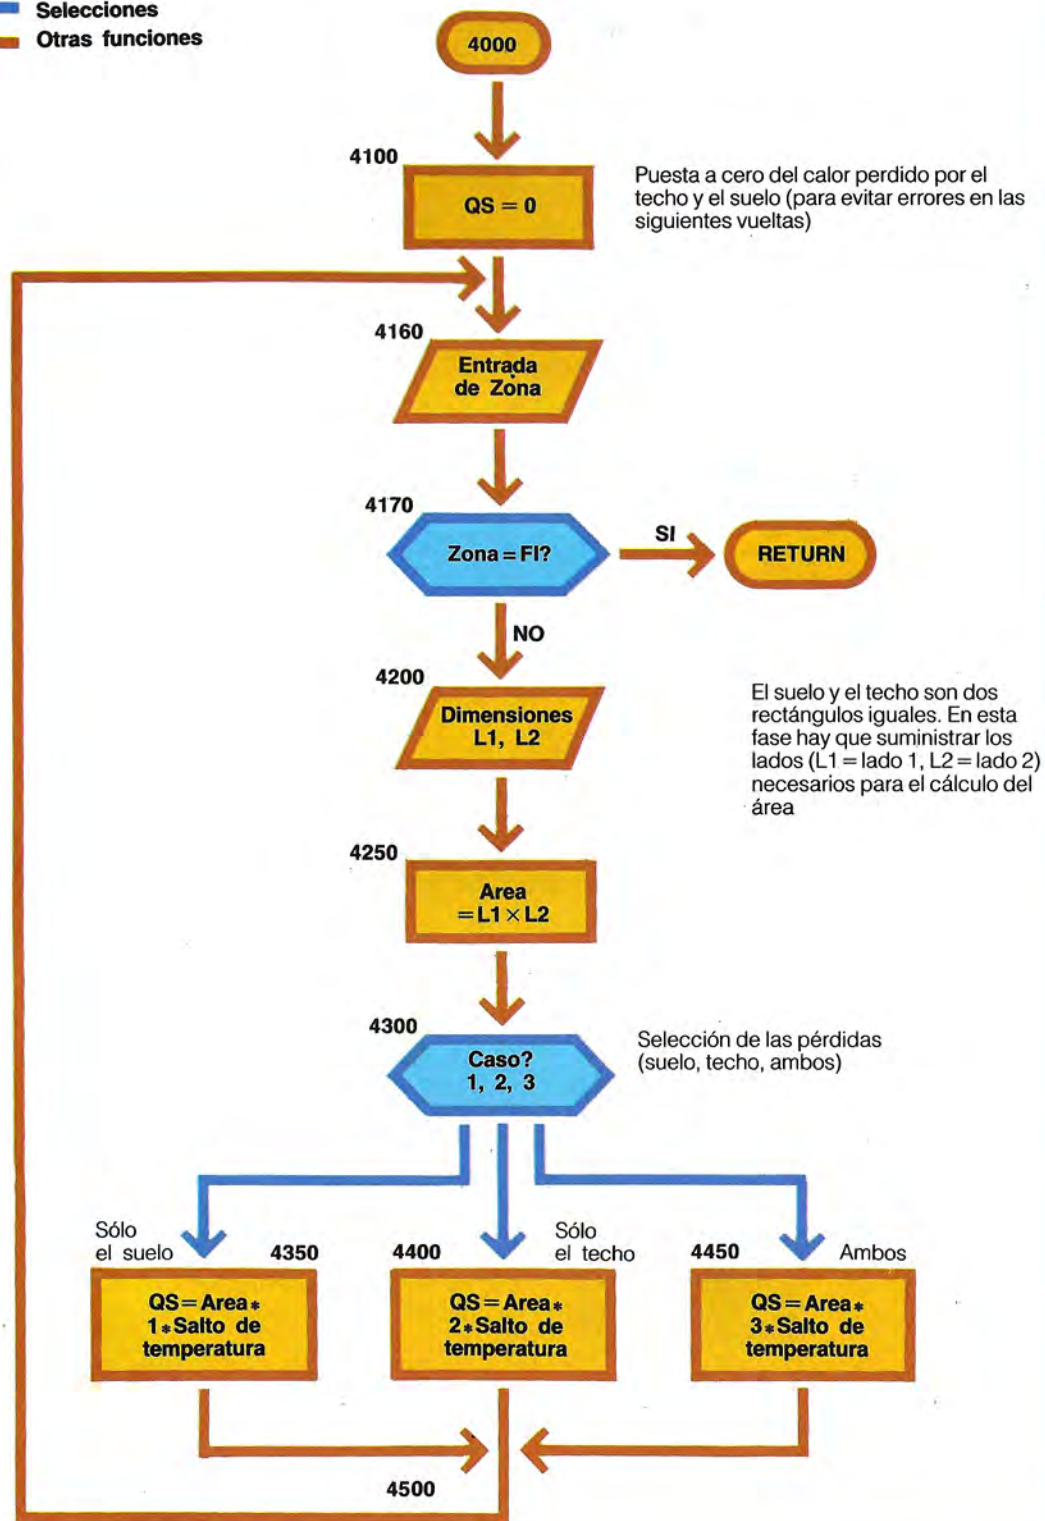 Selecciones
Otras funciones
4000
4100
QS = 0
Puesta a cero del calor perdido por el
techo y el suelo (para evitar errores en las
siguientes vueltas)
4160
Entrada
de Zona
4170
Zona = FI?
SI
RETURN
NO
4200
Dimensiones
L1, L2
El suelo y el techo son dos
rectángulos iguales. En esta
fase hay que suministrar los
lados (L1 = lado 1, L2 = lado 2)
necesarios para el cálculo del
área
4250
Area
= L1 × L2
4300
Caso?
1, 2, 3
Selección de las pérdidas
(suelo, techo, ambos)
Sólo
el suelo
4350
QS = Area*
1*Salto de
temperatura
4400
Sólo
el techo
QS = Area*
2*Salto de
temperatura
4450
Ambos
QS = Area*
3*Salto de
temperatura
4500